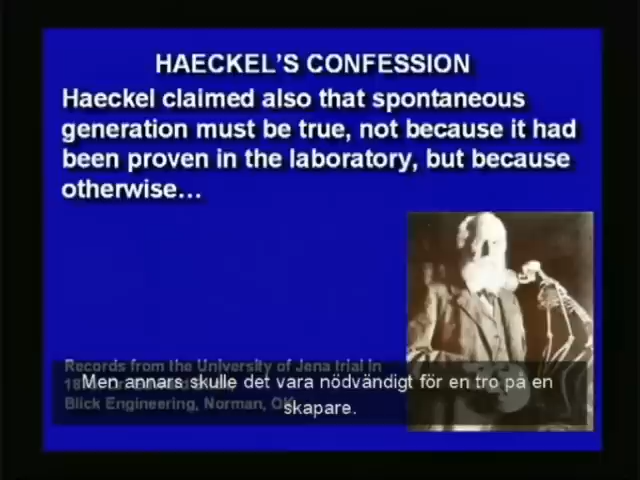 HAECKEL'S CONFESSION
Haeckel claimed also that spontaneous
generation must be true, not because it had
been proven in the laboratory, but because
otherwise...
Records from the University of Jena trial in
Men annars skulle det vara nödvändigt för en tro på en
Blick Engineering, Norman, OK
skapare.